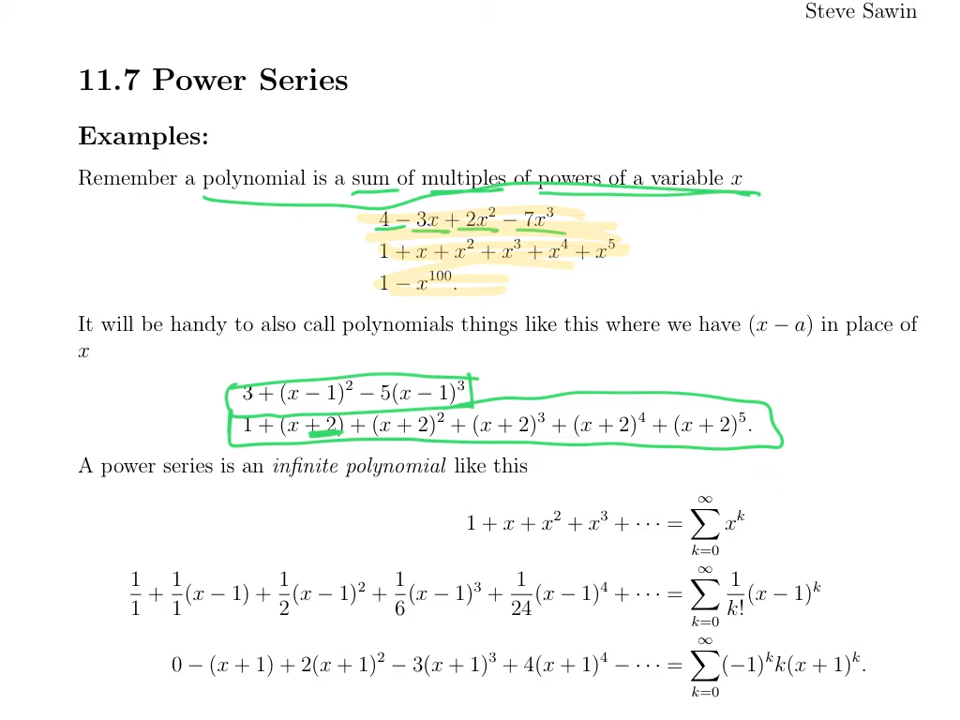 Steve Sawin
11.7 Power Series
Examples:
Remember a polynomial is a sum of multiples of powers of a variable x
4 − 3x + 2x² − 7x³
1 + x + x² + x³ + x⁴ + x⁵
1 − x¹⁰⁰.
It will be handy to also call polynomials things like this where we have (x − a) in place of
x
3 + (x − 1)² − 5(x − 1)³
1 + (x + 2) + (x + 2)² + (x + 2)³ + (x + 2)⁴ + (x + 2)⁵.
A power series is an infinite polynomial like this
1 + x + x² + x³ + ⋯ = ∑_{k=0}^{∞} xᵏ
1/1 + 1/1(x − 1) + 1/2(x − 1)² + 1/6(x − 1)³ + 1/24(x − 1)⁴ + ⋯ = ∑_{k=0}^{∞} 1/k!(x − 1)ᵏ
0 − (x + 1) + 2(x + 1)² − 3(x + 1)³ + 4(x + 1)⁴ − ⋯ = ∑_{k=0}^{∞} (−1)ᵏk(x + 1)ᵏ.